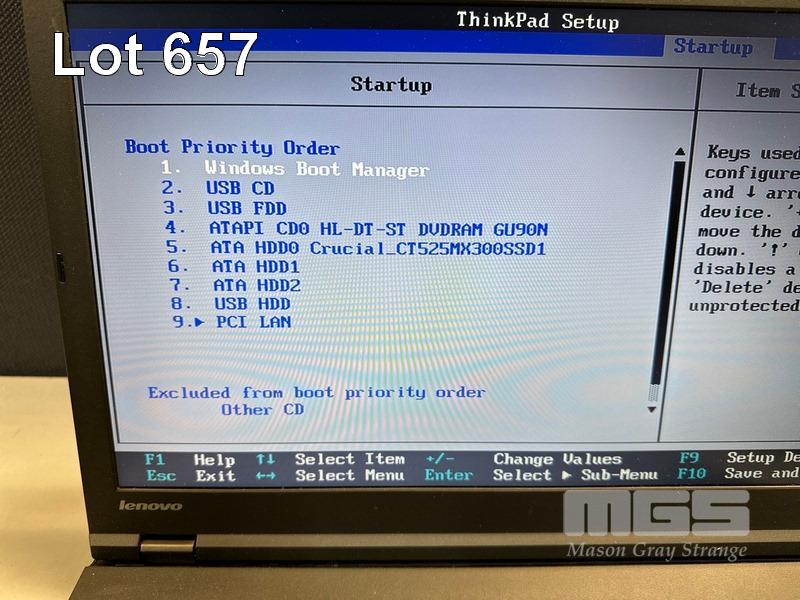 ThinkPad Setup
Lot 657
Startup
Startup
Item S
Boot Priority Order
1. Windows Boot Manager
2. USB CD
3. USB FDD
4. ATAPI CD0 HL-DT-ST DVDRAM GU90N
5. ATA HDD0 Crucial_CT525MX300SSD1
6. ATA HDD1
7. ATA HDD2
8. USB HDD
9.▶ PCI LAN
Excluded from boot priority order
Other CD
Keys used
configure
and ↓ arr
device. '+
move the d
down. '!'
disables a
'Delete' de
unprotected
F1 Help ↑↓ Select Item +/- Change Values F9 Setup De
Esc Exit ←→ Select Menu Enter Select ▶ Sub-Menu F10 Save and
lenovo
MGS
Mason Gray Strange